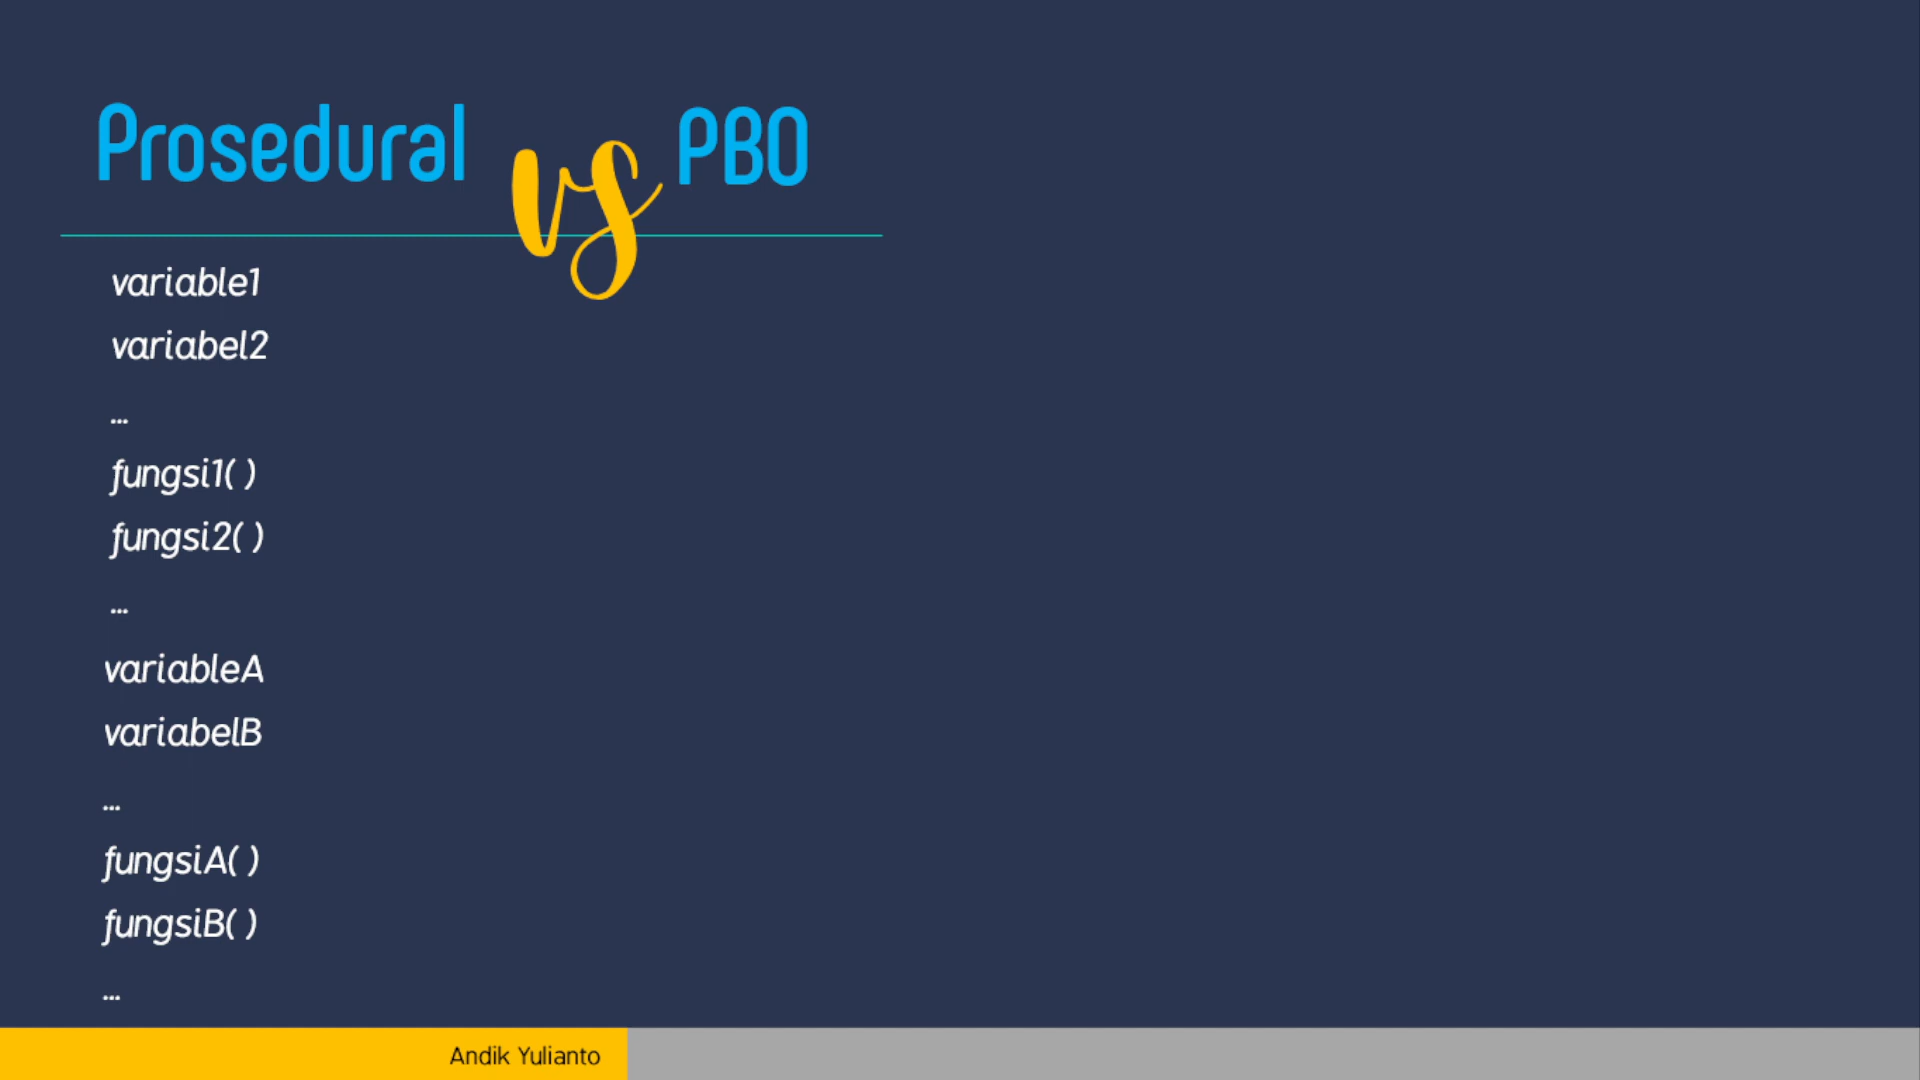 Prosedural vs PBO
variable1
variabel2
...
fungsi1( )
fungsi2( )
...
variableA
variabelB
...
fungsiA( )
fungsiB( )
...
Andik Yulianto